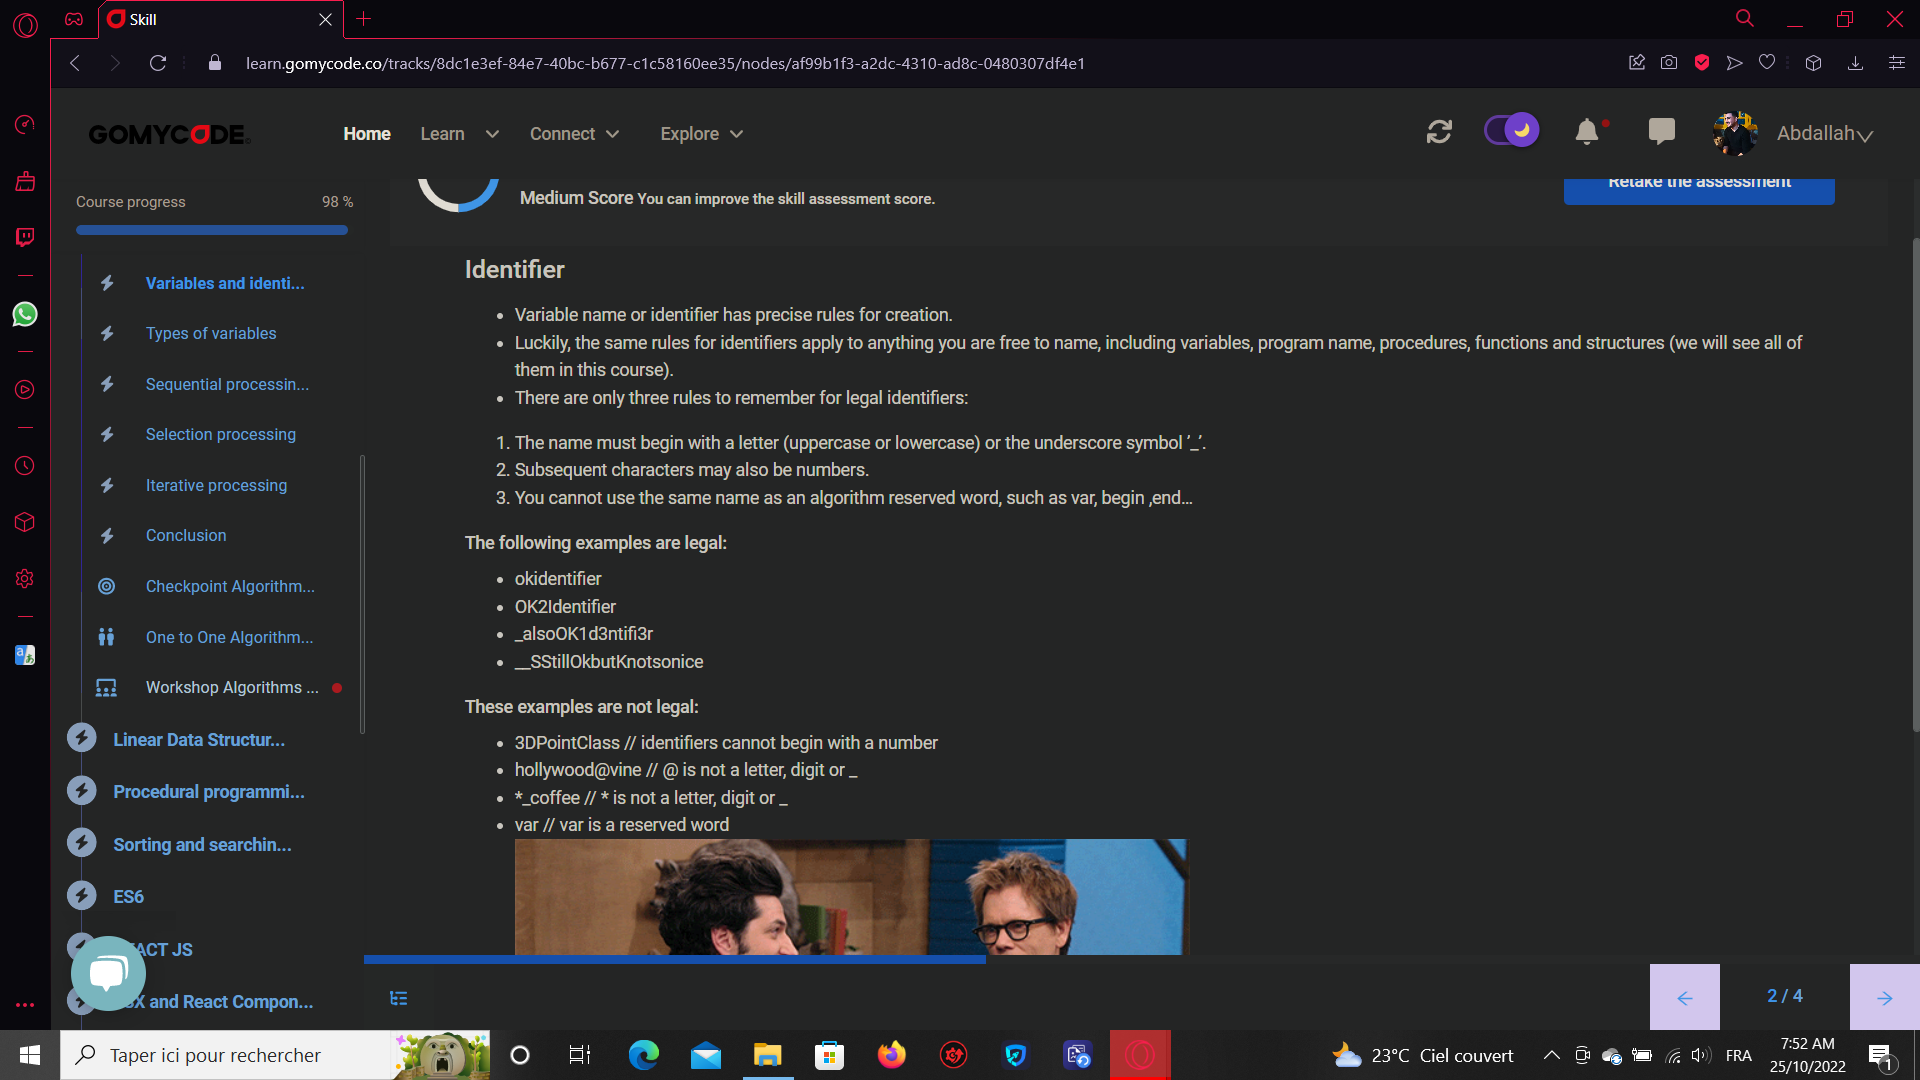 Skill
learn.gomycode.co/tracks/8dc1e3ef-84e7-40bc-b677-c1c58160ee35/nodes/af99b1f3-a2dc-4310-ad8c-0480307df4e1
GOMYCODE
Home
Learn
Connect
Explore
Abdallah
Course progress
98 %
Medium Score You can improve the skill assessment score.
Retake the assessment
Variables and identi...
Types of variables
Sequential processin...
Selection processing
Iterative processing
Conclusion
Checkpoint Algorithm...
One to One Algorithm...
Workshop Algorithms ...
Linear Data Structur...
Procedural programmi...
Sorting and searchin...
ES6
ACT JS
X and React Compon...
Identifier
• Variable name or identifier has precise rules for creation.
• Luckily, the same rules for identifiers apply to anything you are free to name, including variables, program name, procedures, functions and structures (we will see all of
them in this course).
• There are only three rules to remember for legal identifiers:
1. The name must begin with a letter (uppercase or lowercase) or the underscore symbol ’_’.
2. Subsequent characters may also be numbers.
3. You cannot use the same name as an algorithm reserved word, such as var, begin ,end…
The following examples are legal:
• okidentifier
• OK2Identifier
• _alsoOK1d3ntifi3r
• __SStillOkbutKnotsonice
These examples are not legal:
• 3DPointClass // identifiers cannot begin with a number
• hollywood@vine // @ is not a letter, digit or _
• *_coffee // * is not a letter, digit or _
• var // var is a reserved word
2 / 4
Taper ici pour rechercher
23°C Ciel couvert
FRA
7:52 AM
25/10/2022
1